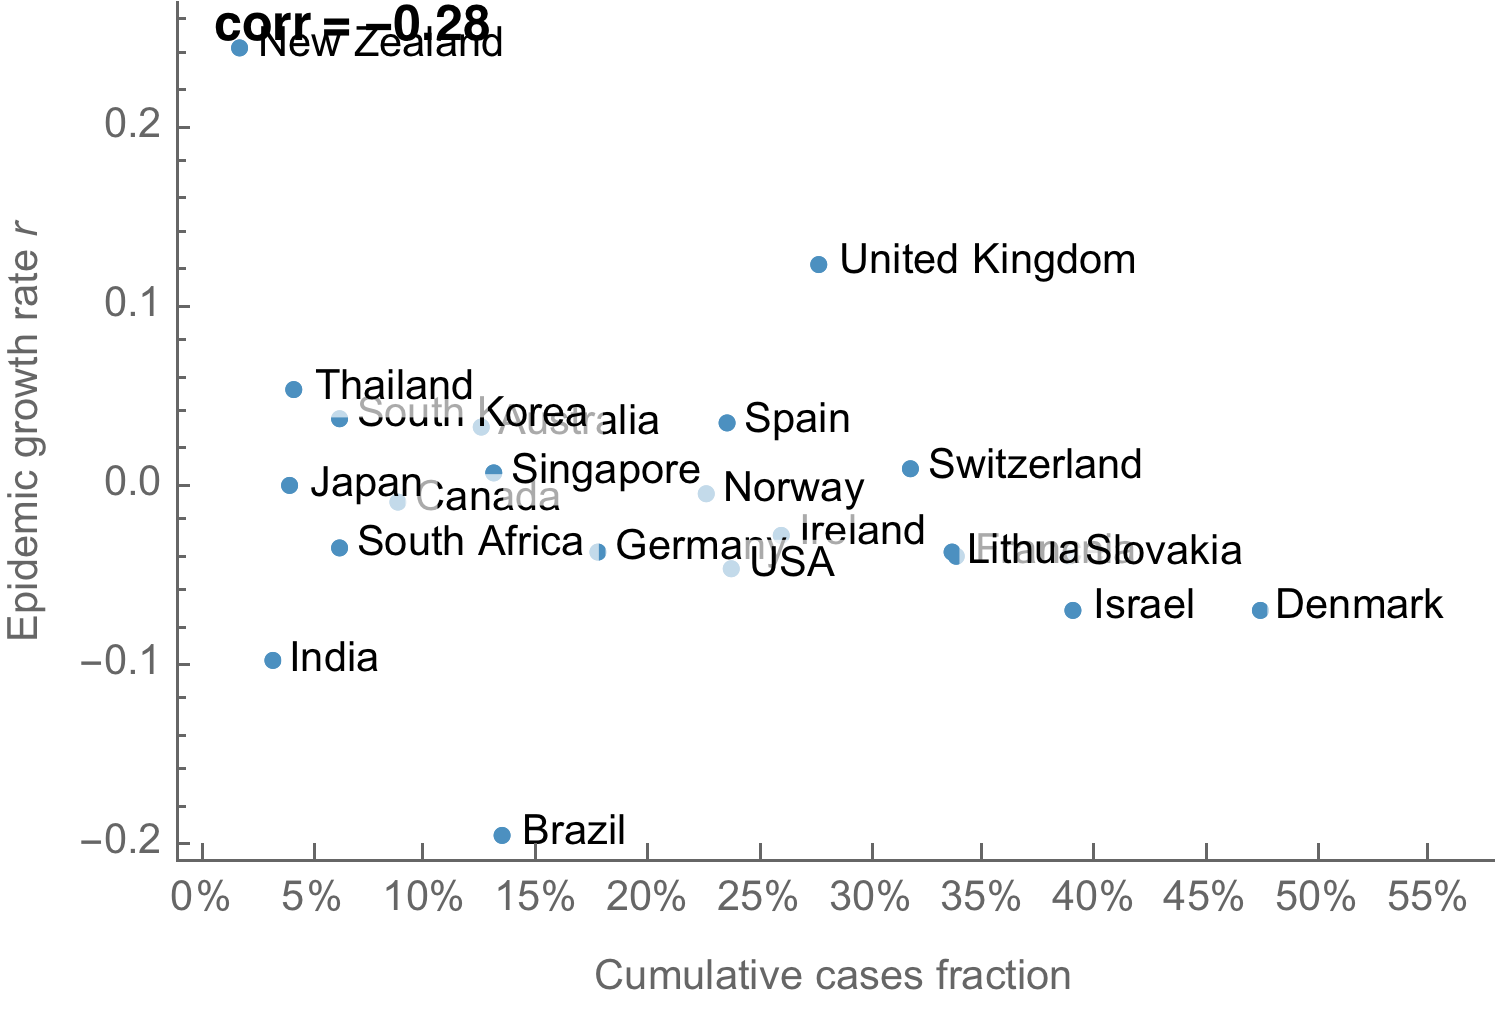 corr = −0.28
New Zealand
0.2
United Kingdom
0.1
Thailand
South Korea
Australia
Spain
Switzerland
Singapore
0.0
Japan
Canada
Norway
Ireland
South Africa
Germany
USA
Lithua
Slovakia
Israel
Denmark
−0.1
India
−0.2
Brazil
0%
5%
10%
15%
20%
25%
30%
35%
40%
45%
50%
55%
Cumulative cases fraction
Epidemic growth rate r